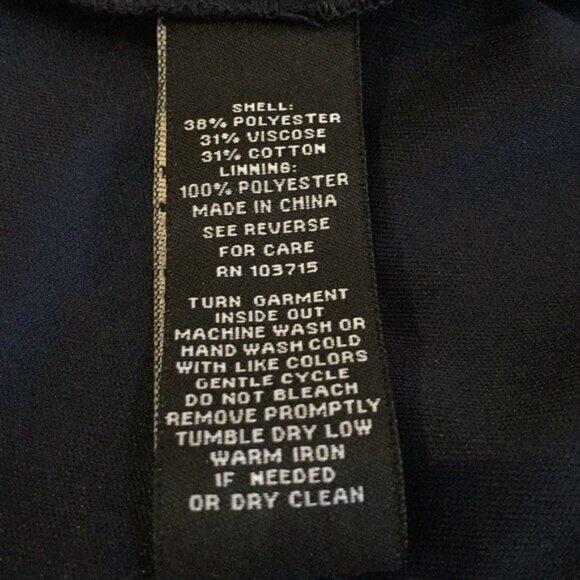 SHELL:
38% POLYESTER
31% VISCOSE
31% COTTON
LINNING:
100% POLYESTER
MADE IN CHINA
SEE REVERSE
FOR CARE
RN 103715
TURN GARMENT
INSIDE OUT
MACHINE WASH OR
HAND WASH COLD
WITH LIKE COLORS
GENTLE CYCLE
DO NOT BLEACH
REMOVE PROMPTLY
TUMBLE DRY LOW
WARM IRON
IF NEEDED
OR DRY CLEAN